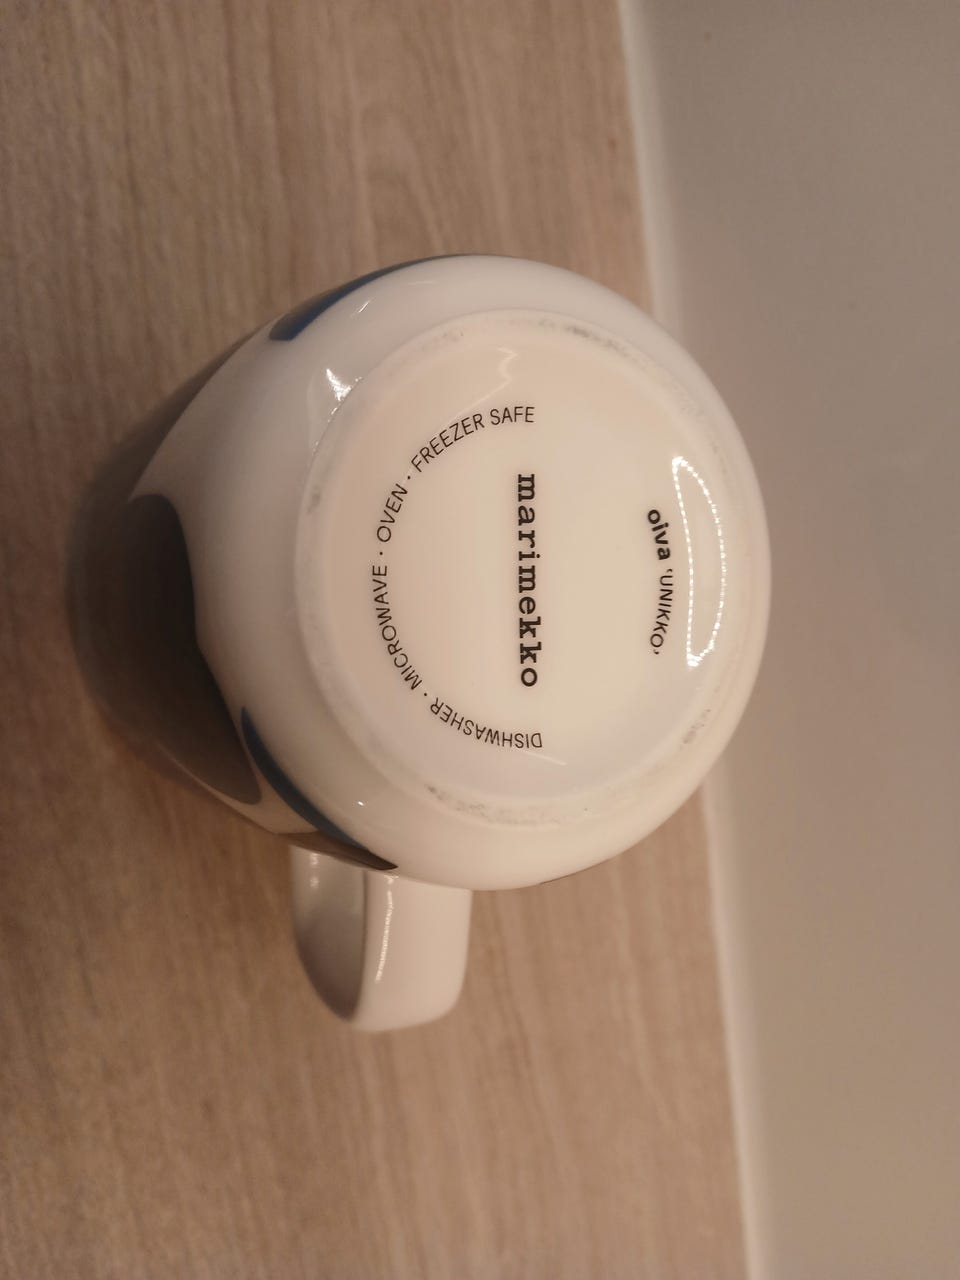 oiva 'UNIKKO'
marimekko
DISHWASHER · MICROWAVE · OVEN · FREEZER SAFE